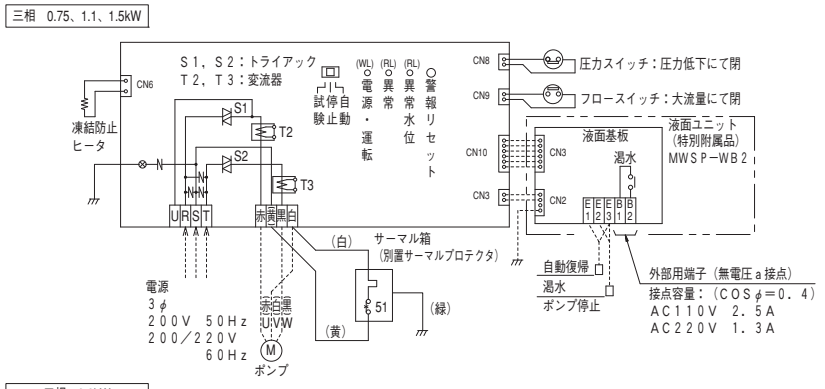 三相 0.75、1.1、1.5kW
S1，S2：トライアック
T2，T3：変流器
CN6
凍結防止
ヒータ
S1
T2
S2
T3
試験
停止
自動
(WL)
電源・運転
(RL)
異常
(RL)
異常水位
警報リセット
CN8
圧力スイッチ：圧力低下にて閉
CN9
フロースイッチ：大流量にて閉
CN10
CN3
液面基板
CN3
渇水
CN2
E1
E2
E3
B1
B2
液面ユニット
(特別附属品)
MWSP－WB2
U R S T
赤 (黄) 黒 白
(白)
サーマル箱
(別置サーマルプロテクタ)
51
(緑)
(黄)
電源
3φ
200V 50Hz
200／220V
60Hz
(赤) (白) (黒)
U V W
M
ポンプ
自動復帰
渇水
ポンプ停止
外部用端子（無電圧a接点）
接点容量：（COSφ＝0.4）
AC110V 2.5A
AC220V 1.3A